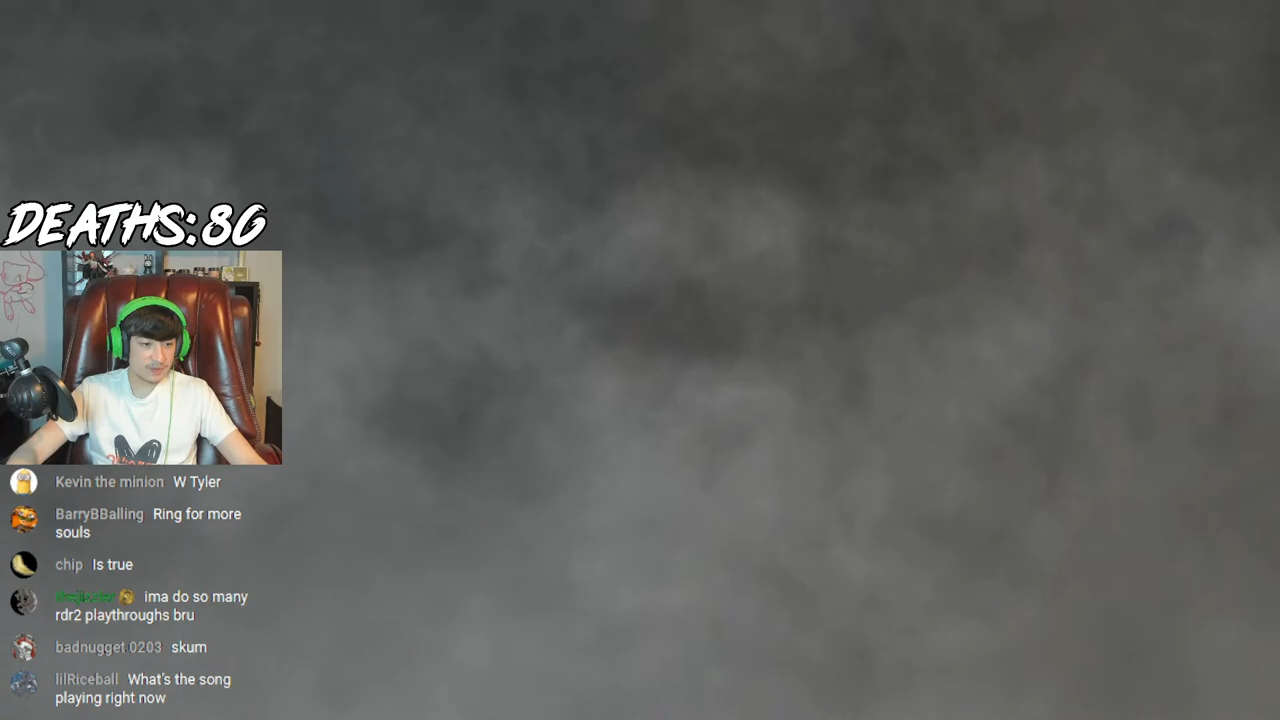 DEATHS:86
Kevin the minion W Tyler
BarryBBalling Ring for more
souls
chip Is true
ima do so many
rdr2 playthroughs bru
badnugget 0203 skum
lilRiceball What's the song
playing right now